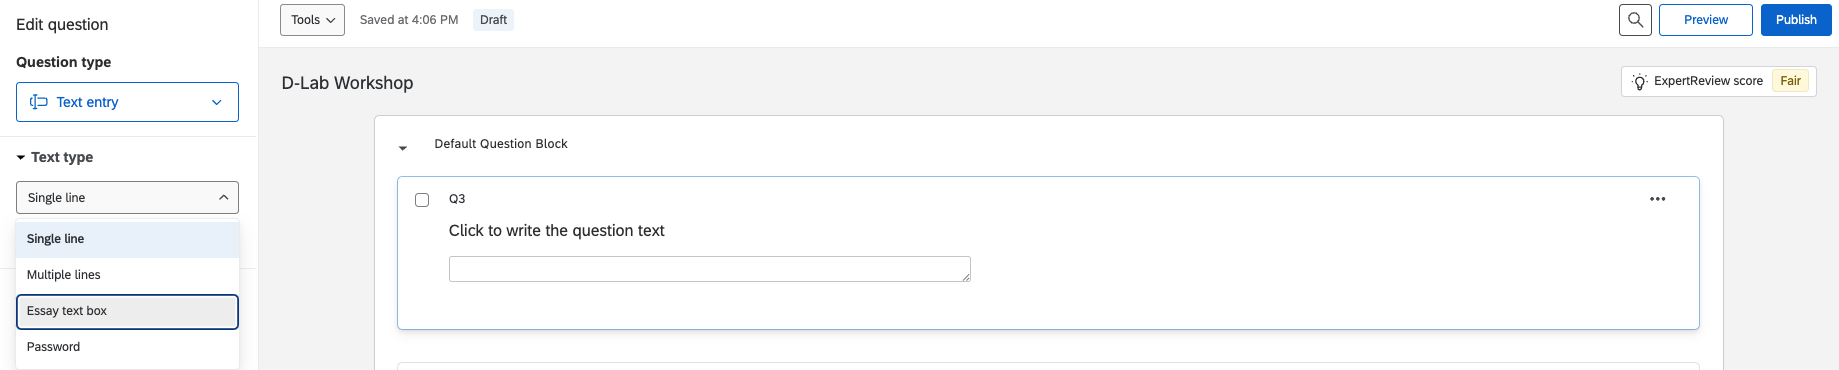 Edit question
Question type
Text entry
Text type
Single line
Single line
Multiple lines
Essay text box
Password
Tools
Saved at 4:06 PM
Draft
Preview
Publish
D-Lab Workshop
ExpertReview score
Fair
Default Question Block
Q3
Click to write the question text